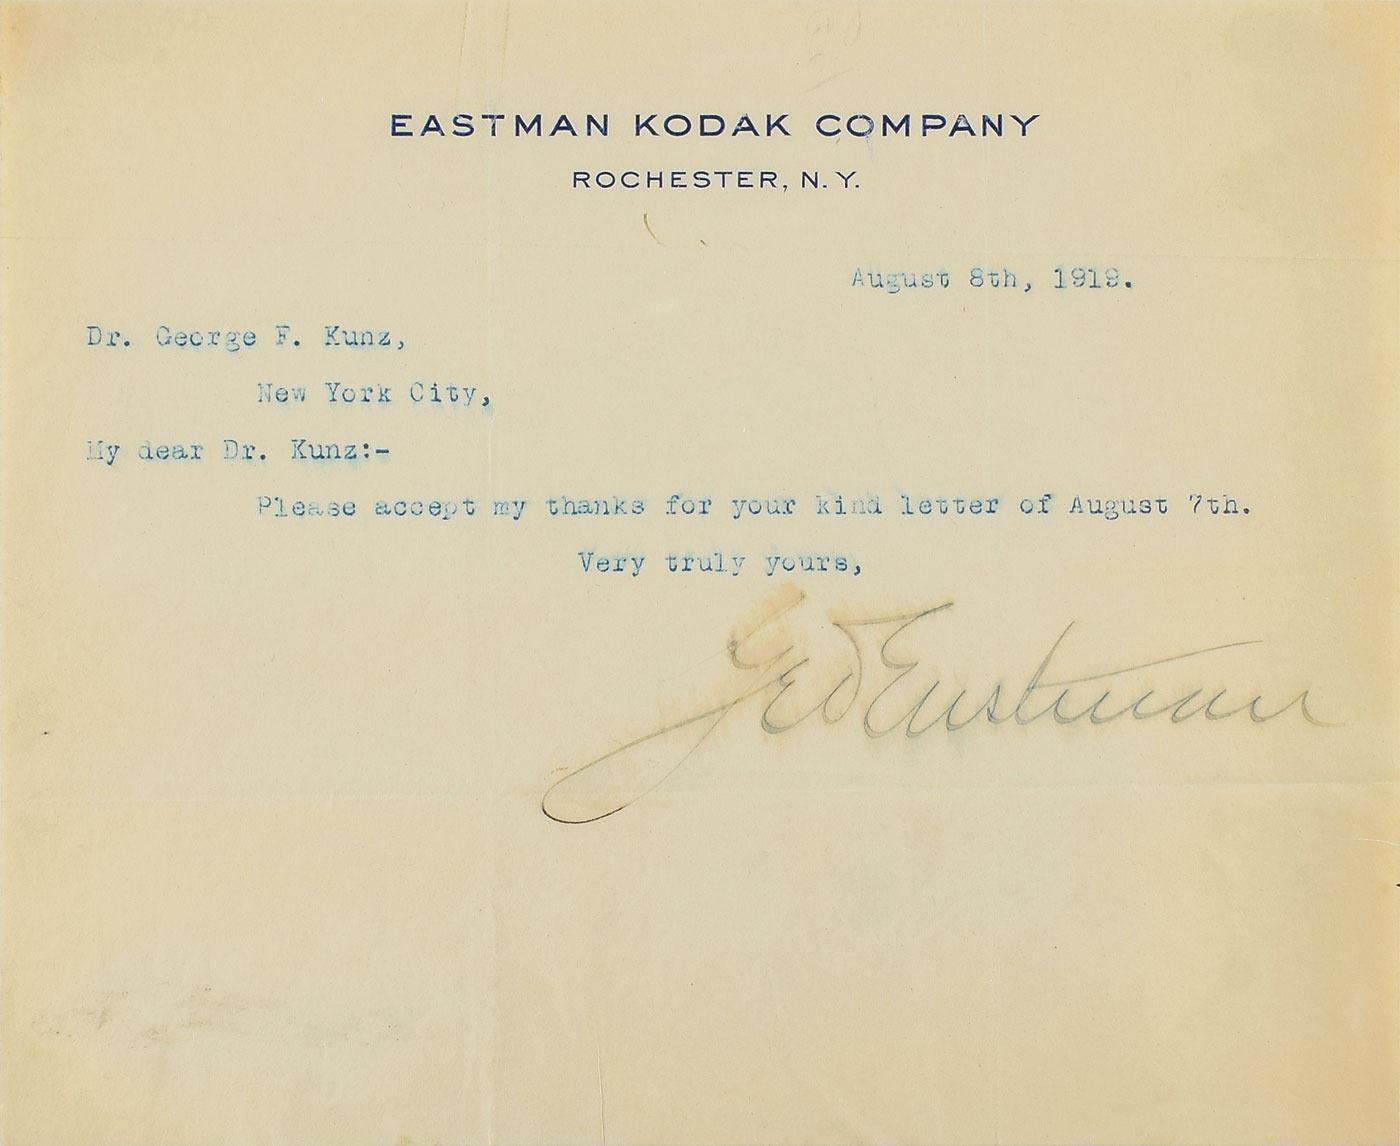 EASTMAN KODAK COMPANY
ROCHESTER, N. Y.
August 8th, 1919.
Dr. George F. Kunz,
New York City,
My dear Dr. Kunz:-
Please accept my thanks for your kind letter of August 7th.
Very truly yours,
Geo Eastman